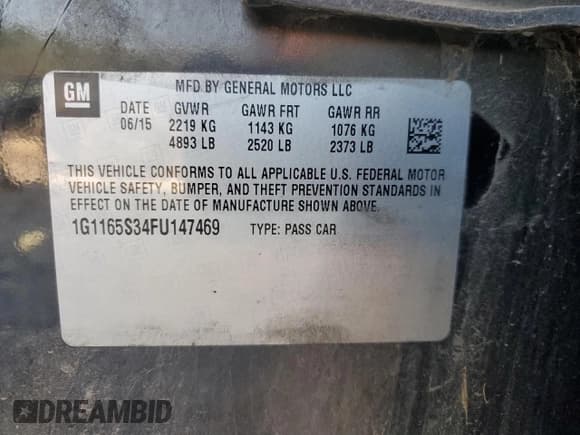 GM
MFD BY GENERAL MOTORS LLC
DATE GVWR GAWR FRT GAWR RR
06/15 2219 KG 1143 KG 1076 KG
4893 LB 2520 LB 2373 LB
THIS VEHICLE CONFORMS TO ALL APPLICABLE U.S. FEDERAL MOTOR
VEHICLE SAFETY, BUMPER, AND THEFT PREVENTION STANDARDS IN
EFFECT ON THE DATE OF MANUFACTURE SHOWN ABOVE.
1G1165S34FU147469 TYPE: PASS CAR
DREAMBID